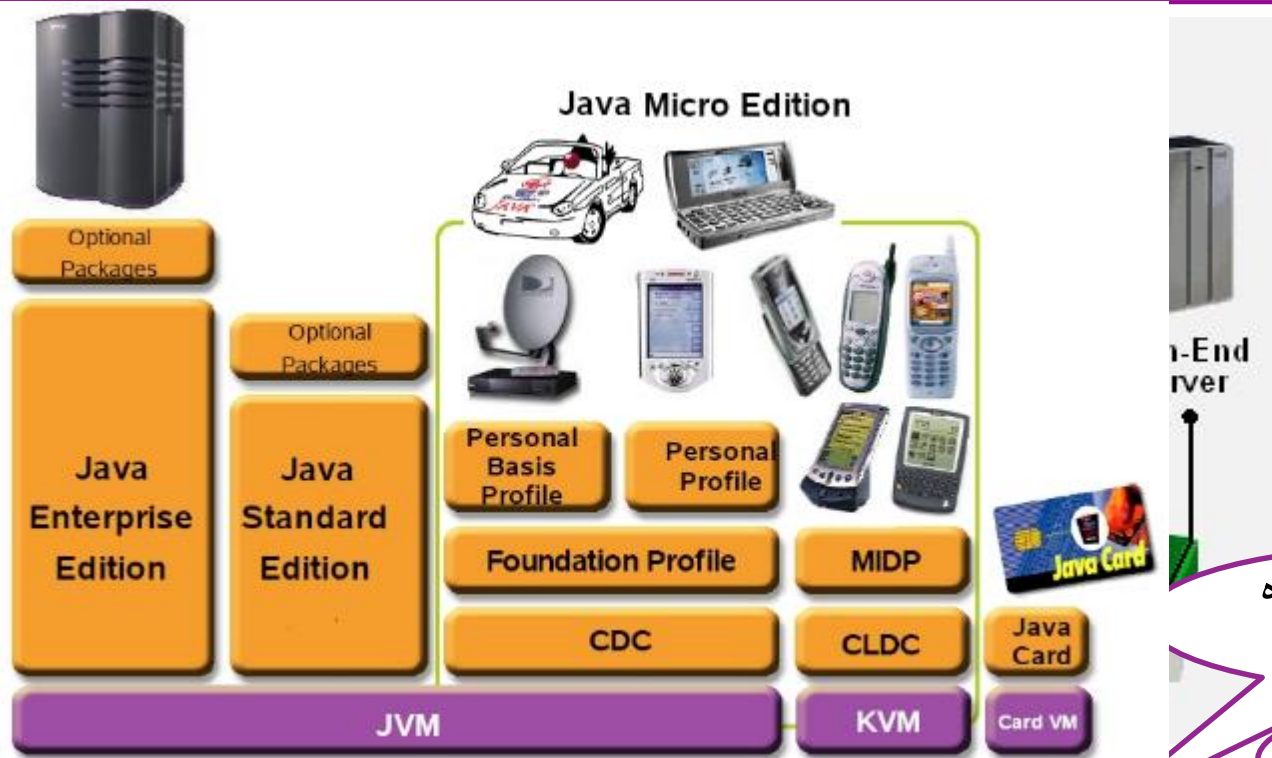 Java Micro Edition
Optional
Packages
Optional
Packages
Java
Enterprise
Edition
Java
Standard
Edition
Personal
Basis
Profile
Personal
Profile
Foundation Profile
MIDP
CDC
CLDC
Java
Card
Java Card
JVM
KVM
Card VM
-End